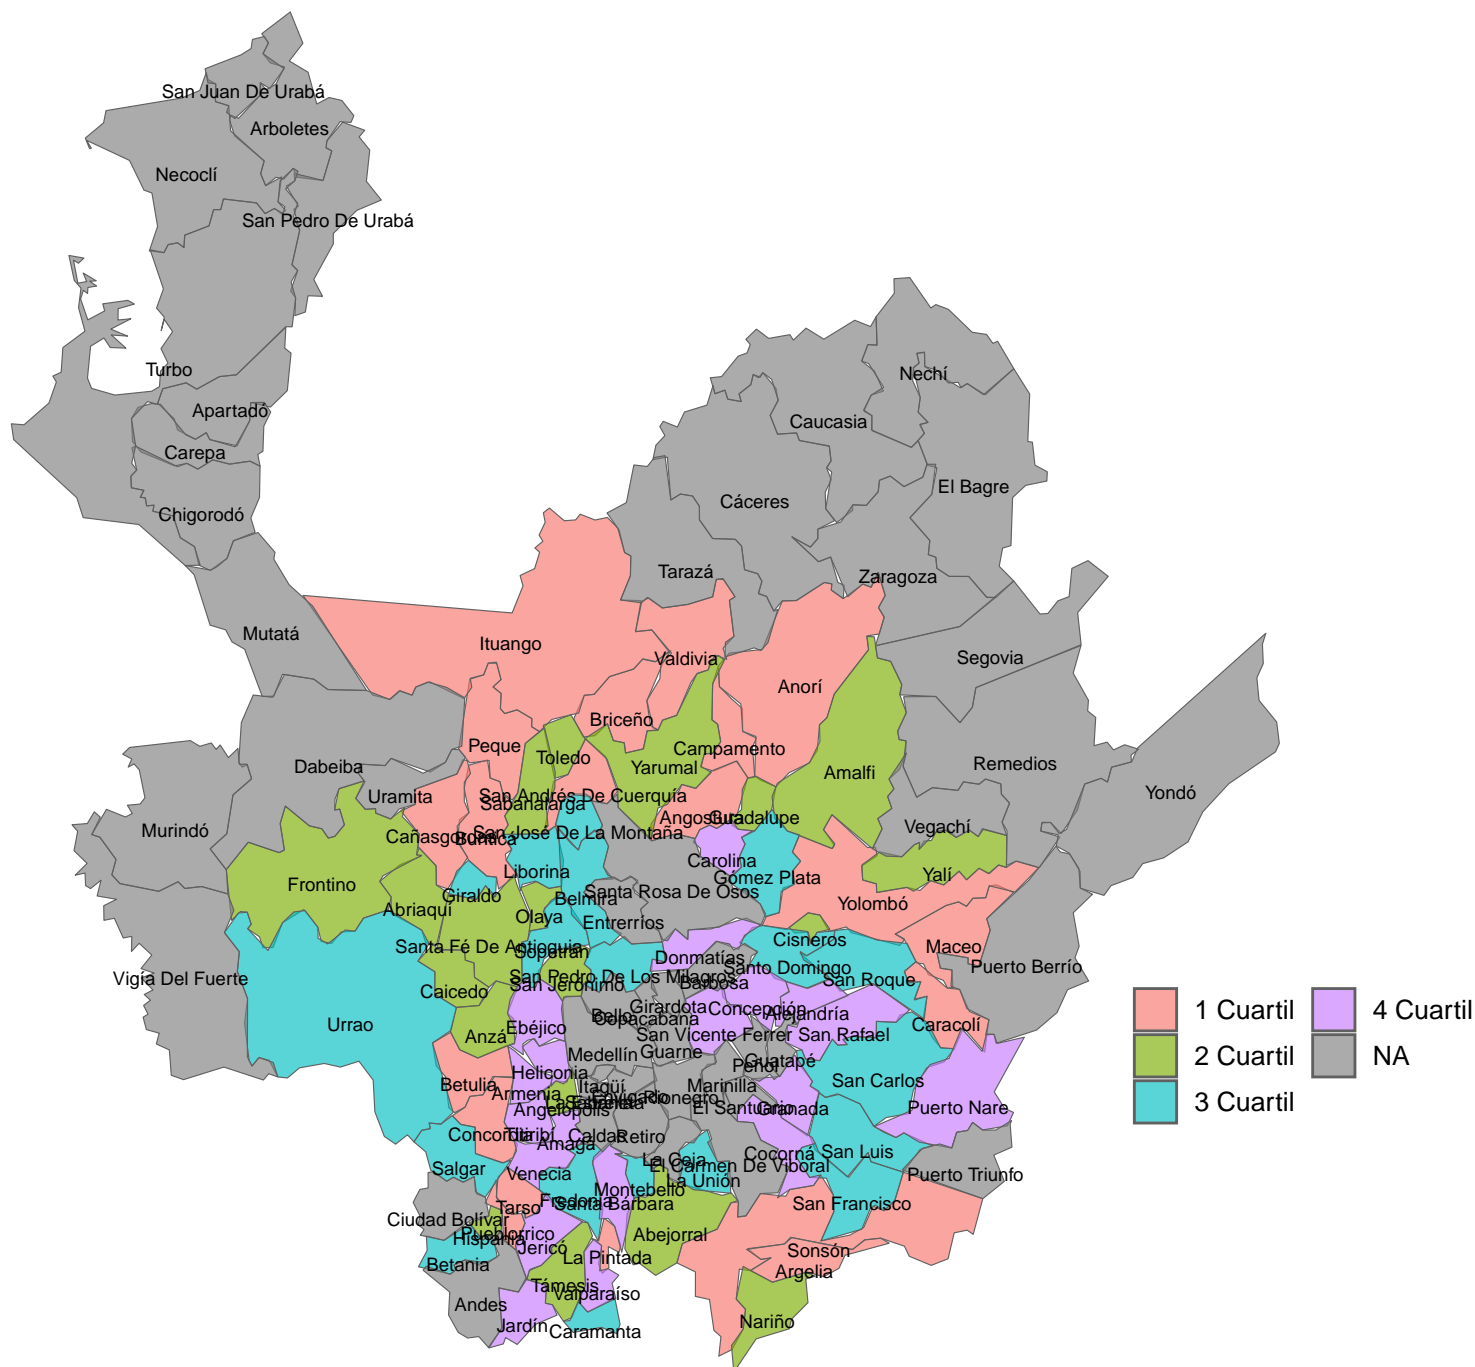 San Juan De Urabá
Arboletes
Necoclí
San Pedro De Urabá
Turbo
Nechí
Apartadó
Caucasia
Carepa
El Bagre
Cáceres
Chigorodó
Tarazá
Zaragoza
Mutatá
Ituango
Segovia
Valdivia
Anorí
Briceño
Peque
Campamento
Toledo
Remedios
Dabeiba
Yarumal
Amalfi
Yondó
Uramita
San Andrés De Cuerquía
Sabanalarga
Angostura
Guadalupe
Vegachí
Murindó
Cañasgordas
Buriticá
San José De La Montaña
Carolina
Liborina
Gómez Plata
Yalí
Frontino
Giraldo
Santa Rosa De Osos
Belmira
Yolombó
Abriaquí
Olaya
Entrerríos
Cisneros
Santa Fé De Antioquia
Sopetrán
Maceo
Donmatías
Santo Domingo
Puerto Berrío
Vigía Del Fuerte
San Pedro De Los Milagros
San Roque
Barbosa
San Jerónimo
Caicedo
Girardota
Concepción
1 Cuartil
4 Cuartil
Alejandría
Bello
Copacabana
Urrao
Ebéjico
Caracolí
Anzá
San Vicente Ferrer
San Rafael
Guarne
Medellín
2 Cuartil
NA
Guatapé
Peñol
Heliconia
San Carlos
Betulia
Itagüí
Marinilla
Armenia
Envigado
Rionegro
La Estrella
Sabaneta
3 Cuartil
Angelópolis
El Santuario
Granada
Puerto Nare
Concordia
Titiribí
Caldas
Retiro
Amagá
San Luis
Cocorná
La Ceja
El Carmen De Viboral
Salgar
Venecia
Puerto Triunfo
La Unión
Montebello
Fredonia
Santa Bárbara
San Francisco
Tarso
Ciudad Bolívar
Pueblorrico
Abejorral
Hispania
Jericó
Sonsón
La Pintada
Betania
Argelia
Támesis
Valparaíso
Andes
Nariño
Jardín
Caramanta